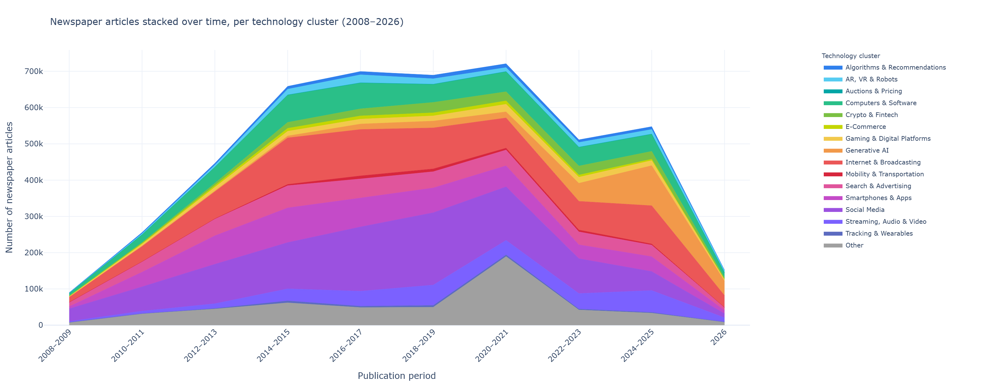 Newspaper articles stacked over time, per technology cluster (2008–2026)
Number of newspaper articles
700k
600k
500k
400k
300k
200k
100k
0
2008–2009
2010–2011
2012–2013
2014–2015
2016–2017
2018–2019
2020–2021
2022–2023
2024–2025
2026
Publication period
Technology cluster
Algorithms & Recommendations
AR, VR & Robots
Auctions & Pricing
Computers & Software
Crypto & Fintech
E-Commerce
Gaming & Digital Platforms
Generative AI
Internet & Broadcasting
Mobility & Transportation
Search & Advertising
Smartphones & Apps
Social Media
Streaming, Audio & Video
Tracking & Wearables
Other